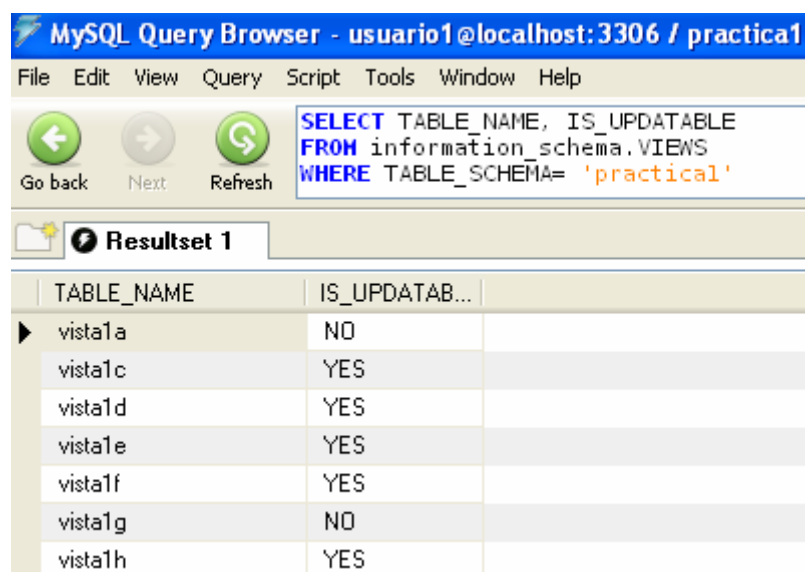 MySQL Query Browser - usuario1@localhost:3306 / practica1
File Edit View Query Script Tools Window Help
Go back Next Refresh
SELECT TABLE_NAME, IS_UPDATABLE
FROM information_schema.VIEWS
WHERE TABLE_SCHEMA= 'practica1'
Resultset 1
TABLE_NAME IS_UPDATAB...
vista1a NO
vista1c YES
vista1d YES
vista1e YES
vista1f YES
vista1g NO
vista1h YES